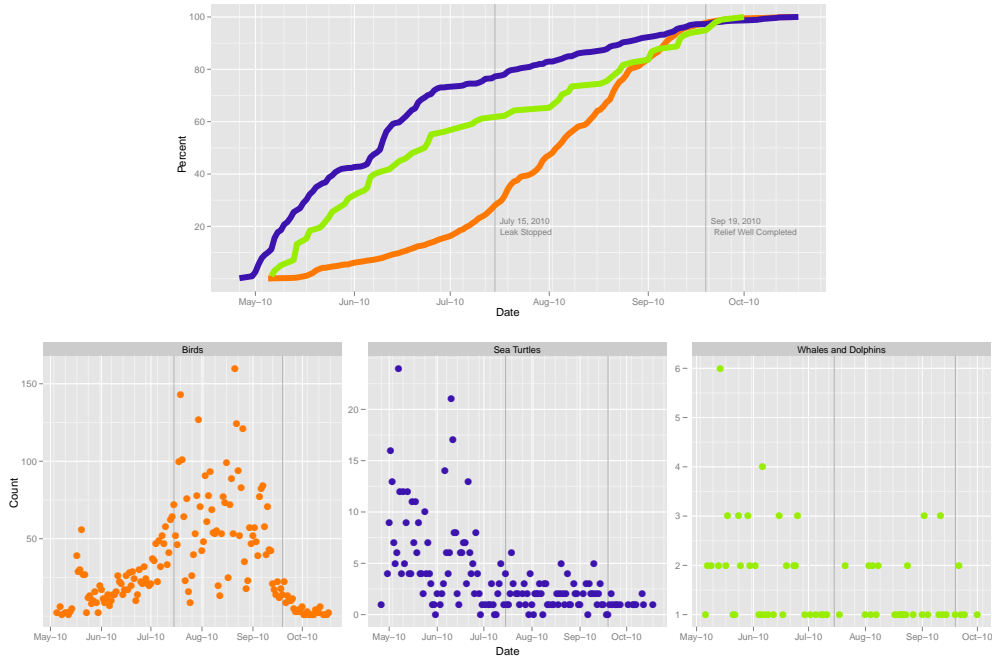 100
80
60
40
20
Percent
July 15, 2010
Leak Stopped
Sep 19, 2010
Relief Well Completed
May–10 Jun–10 Jul–10 Aug–10 Sep–10 Oct–10
Date
Birds
Sea Turtles
Whales and Dolphins
Count
150
100
50
May–10 Jun–10 Jul–10 Aug–10 Sep–10 Oct–10
20
15
10
5
0
May–10 Jun–10 Jul–10 Aug–10 Sep–10 Oct–10
6
5
4
3
2
1
May–10 Jun–10 Jul–10 Aug–10 Sep–10 Oct–10
Date